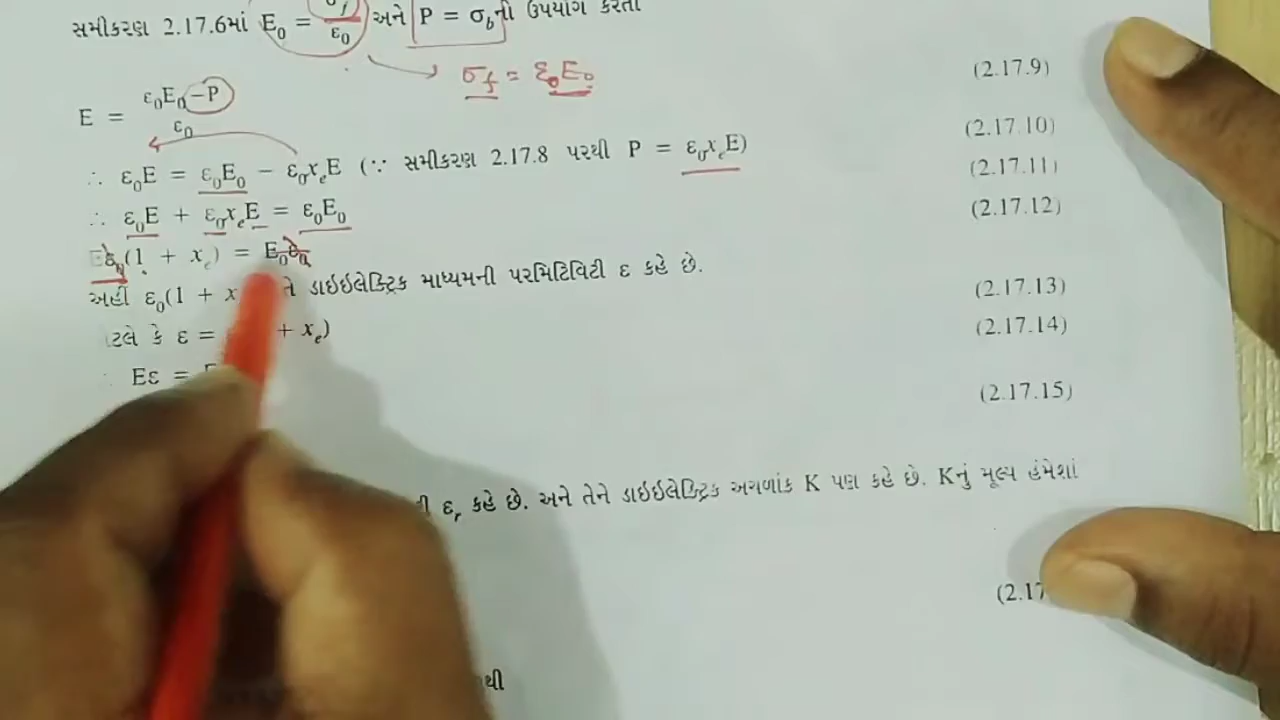 સમીકરણ 2.17.6માં E₀ = σf/ε₀ અને P = σbની ઉપયોગ કરતાં
σf = ε₀E₀
E = (ε₀E₀ – P)/ε₀ (2.17.9)
∴ ε₀E = ε₀E₀ – ε₀xₑE (∵ સમીકરણ 2.17.8 પરથી P = ε₀xₑE) (2.17.10)
∴ ε₀E + ε₀xₑE = ε₀E₀ (2.17.11)
Eε₀(1 + xₑ) = E₀ε₀ (2.17.12)
અહીં ε₀(1 + x ને ડાઇઇલેક્ટ્રિક માધ્યમની પરમિટિવિટી ε કહે છે.
ટલે કે ε = + xₑ) (2.17.13)
∴ Eε = (2.17.14)
(2.17.15)
εr કહે છે. અને તેને ડાઇઇલેક્ટ્રિક અચળાંક K પણ કહે છે. Kનું મૂલ્ય હંમેશાં
(2.17
થી